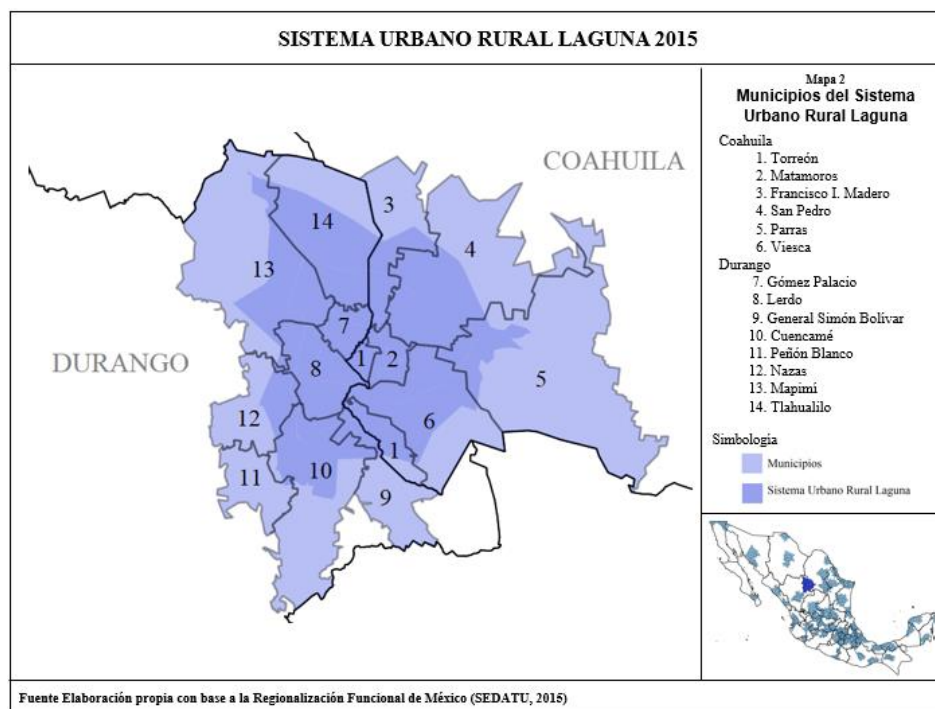 SISTEMA URBANO RURAL LAGUNA 2015
COAHUILA
DURANGO
3
14
4
13
7
1
2
8
5
12
6
10
1
11
9
Mapa 2
Municipios del Sistema
Urbano Rural Laguna
Coahuila
1. Torreón
2. Matamoros
3. Francisco I. Madero
4. San Pedro
5. Parras
6. Viesca
Durango
7. Gómez Palacio
8. Lerdo
9. General Simón Bolívar
10. Cuencamé
11. Peñón Blanco
12. Nazas
13. Mapimí
14. Tlahualilo
Simbología
Municipios
Sistema Urbano Rural Laguna
Fuente Elaboración propia con base a la Regionalización Funcional de México (SEDATU, 2015)